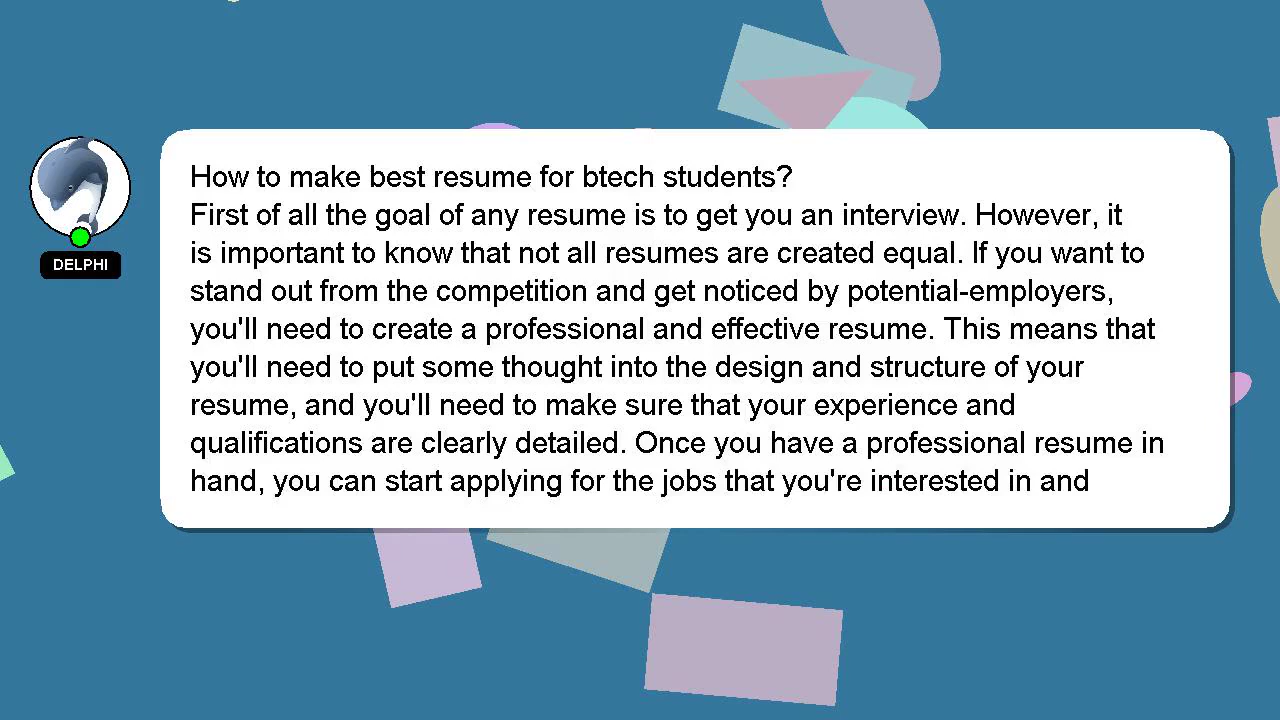 How to make best resume for btech students?
First of all the goal of any resume is to get you an interview. However, it
is important to know that not all resumes are created equal. If you want to
stand out from the competition and get noticed by potential-employers,
you'll need to create a professional and effective resume. This means that
you'll need to put some thought into the design and structure of your
resume, and you'll need to make sure that your experience and
qualifications are clearly detailed. Once you have a professional resume in
hand, you can start applying for the jobs that you're interested in and
DELPHI